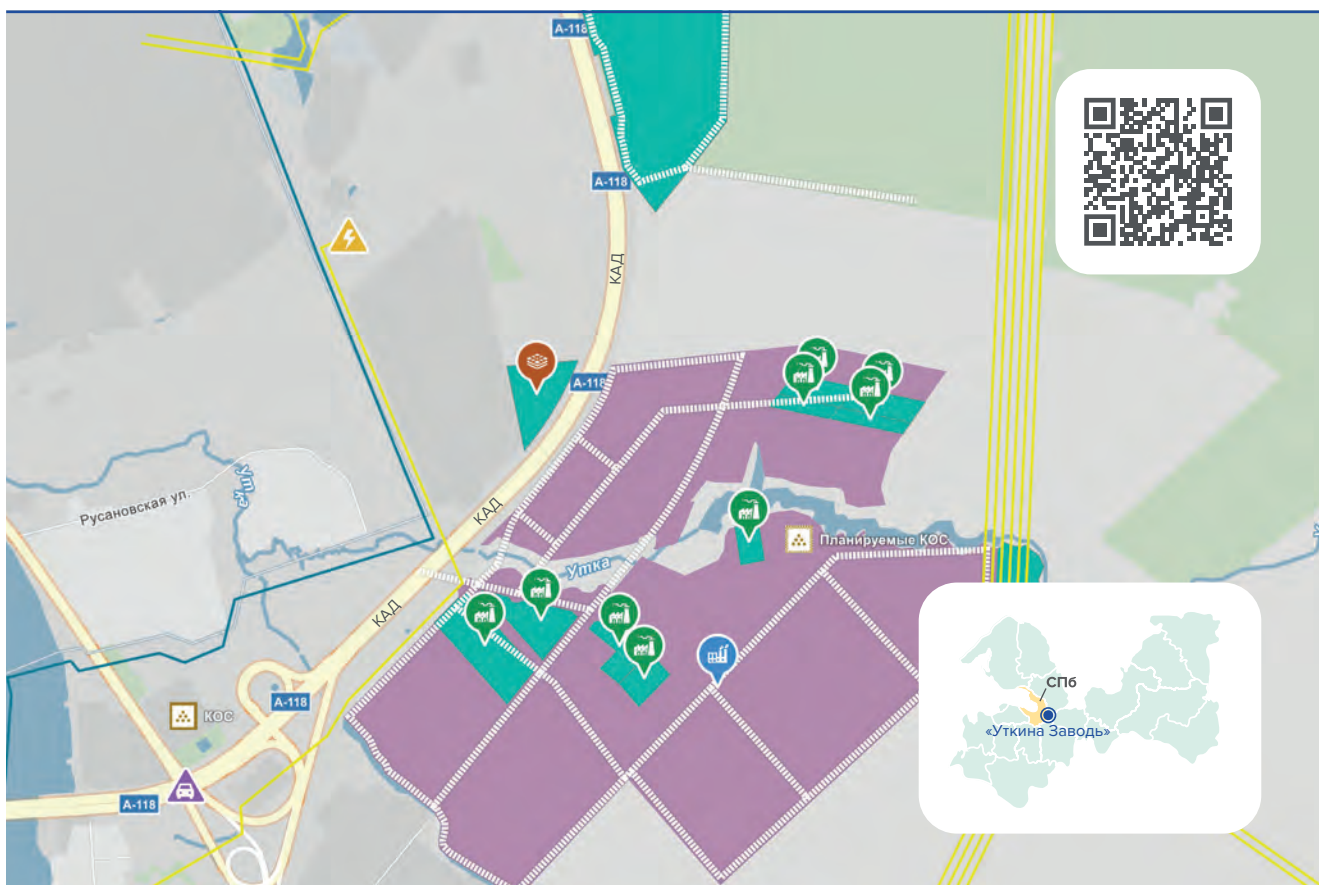 А-118
А-118
КАД
А-118
Русановская ул.
Утка
КАД
Планируемые КОС
Утка
КАД
СПб
«Уткина Заводь»
А-118
КОС
А-118